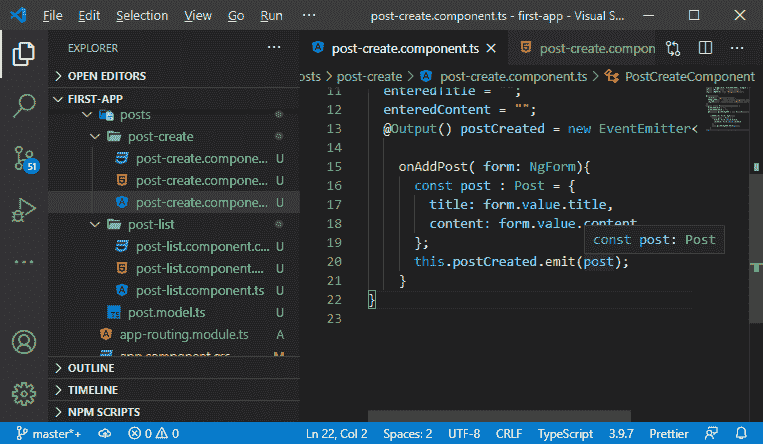 File Edit Selection View Go Run ··· post-create.component.ts - first-app - Visual S...
EXPLORER
OPEN EDITORS
FIRST-APP
posts
post-create
post-create.compone... U
post-create.compone... U
post-create.compone... U
post-list
post-list.component.c... U
post-list.component.... U
post-list.component.ts U
post.model.ts U
app-routing.module.ts A
OUTLINE
TIMELINE
NPM SCRIPTS
51
post-create.component.ts
post-create.compon
osts > post-create > post-create.component.ts > PostCreateComponent
11 enteredTitle = "";
12 enteredContent = "";
13 @Output() postCreated = new EventEmitter<
14
15 onAddPost( form: NgForm){
16 const post : Post = {
17 title: form.value.title,
18 content: form.value.content
19 };
const post: Post
20 this.postCreated.emit(post);
21 }
22 }
23
master*+ 0 0 Ln 22, Col 2 Spaces: 2 UTF-8 CRLF TypeScript 3.9.7 Prettier